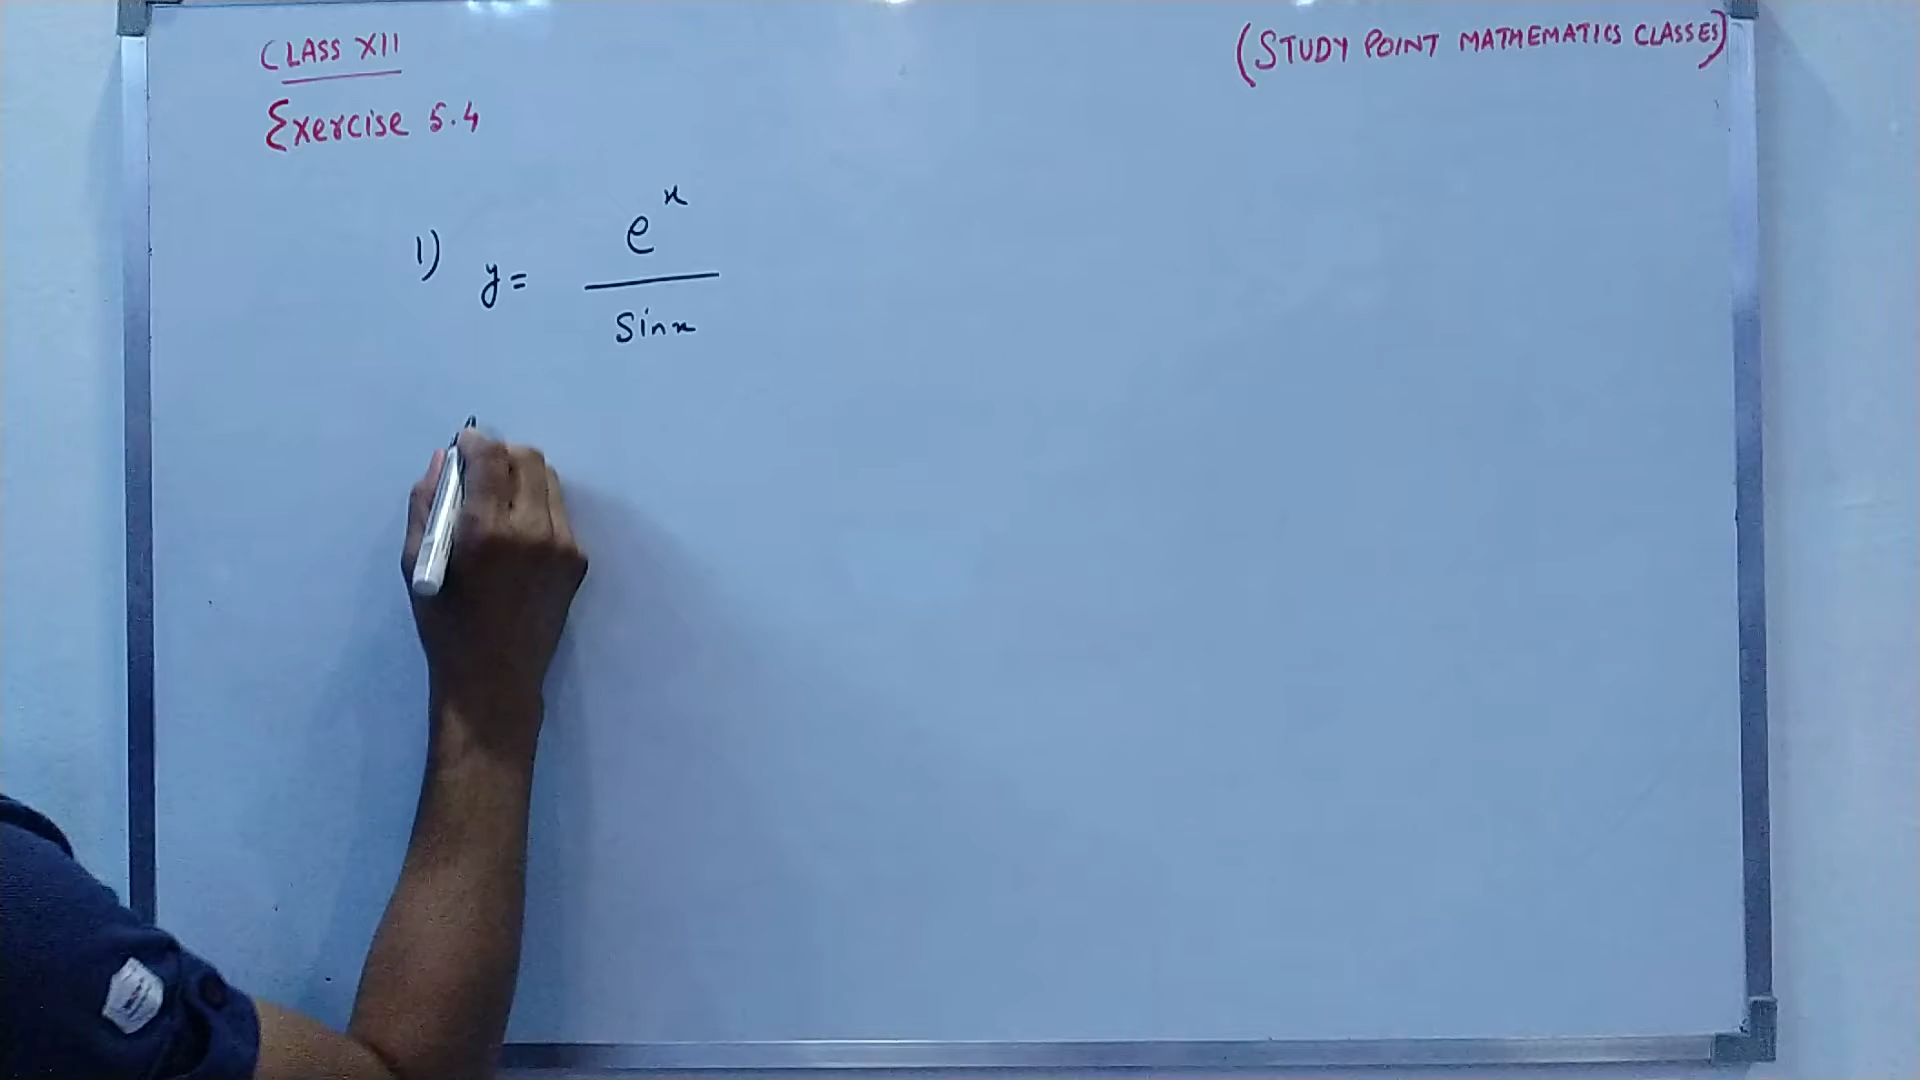 CLASS XII
(STUDY POINT MATHEMATICS CLASSES)
Exercise 5.4
1) y = e^x / sinx